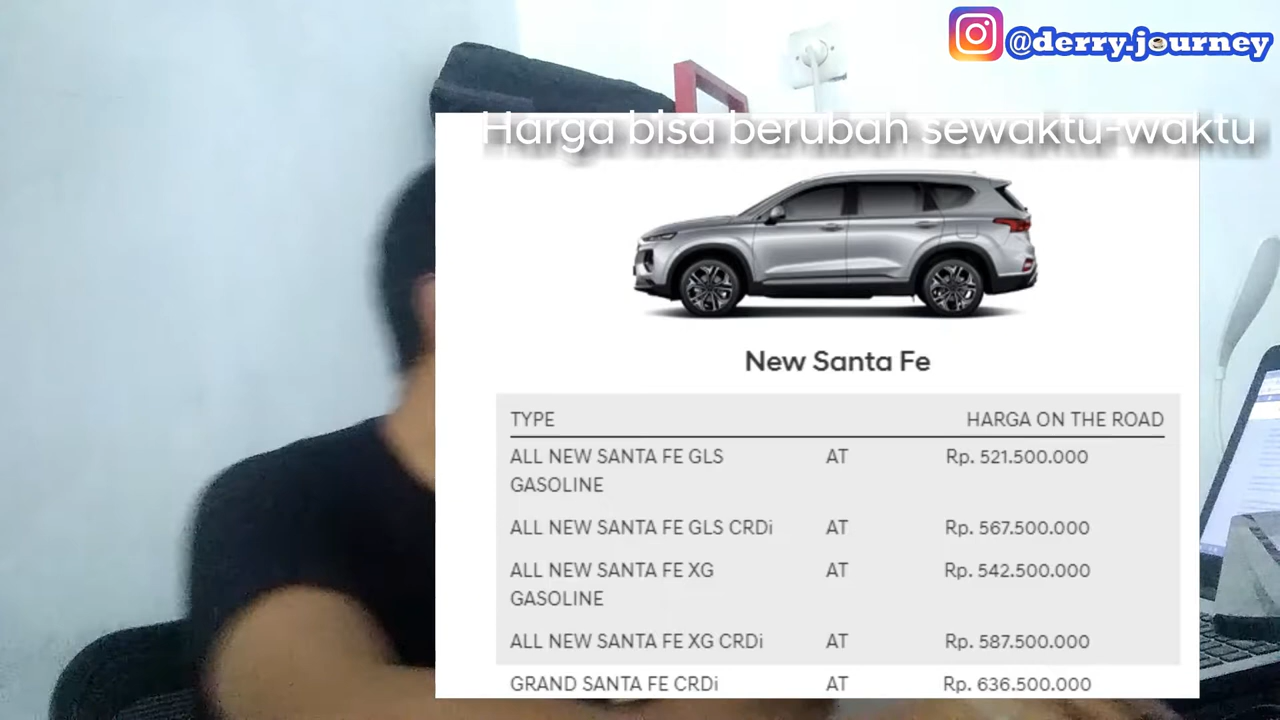 @derry.journey
Harga bisa berubah sewaktu-waktu
New Santa Fe
TYPE HARGA ON THE ROAD
ALL NEW SANTA FE GLS AT Rp. 521.500.000
GASOLINE
ALL NEW SANTA FE GLS CRDi AT Rp. 567.500.000
ALL NEW SANTA FE XG AT Rp. 542.500.000
GASOLINE
ALL NEW SANTA FE XG CRDi AT Rp. 587.500.000
GRAND SANTA FE CRDi AT Rp. 636.500.000